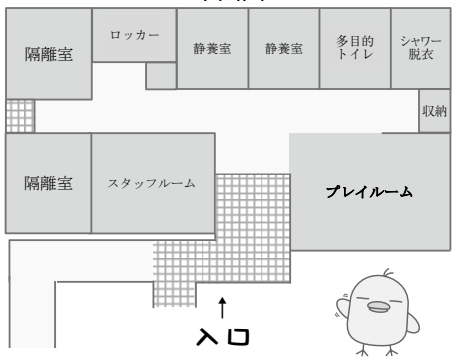 隔離室
ロッカー
静養室
静養室
多目的
トイレ
シャワー
脱衣
収納
隔離室
スタッフルーム
プレイルーム
入口